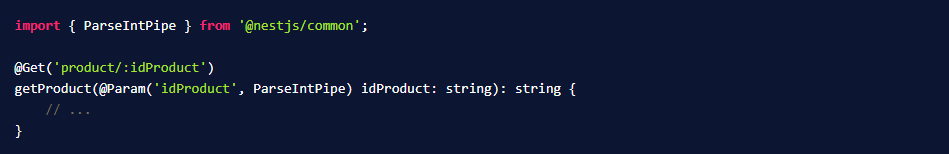 import { ParseIntPipe } from '@nestjs/common';
@Get('product/:idProduct')
getProduct(@Param('idProduct', ParseIntPipe) idProduct: string): string {
    // ...
}